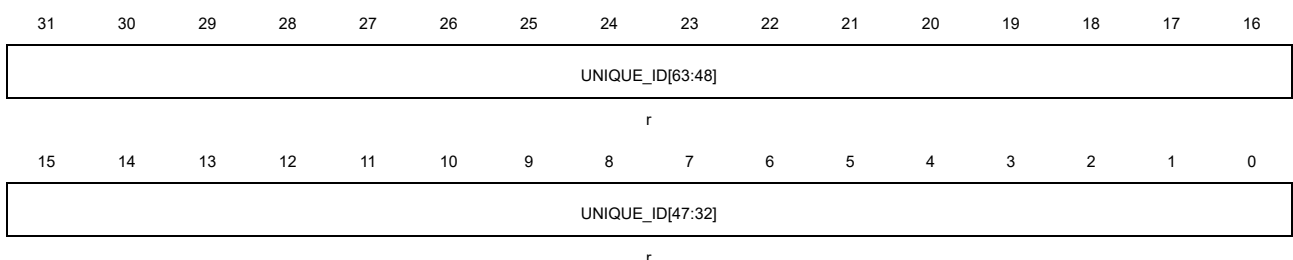 31 30 29 28 27 26 25 24 23 22 21 20 19 18 17 16
UNIQUE_ID[63:48]
r
15 14 13 12 11 10 9 8 7 6 5 4 3 2 1 0
UNIQUE_ID[47:32]
r